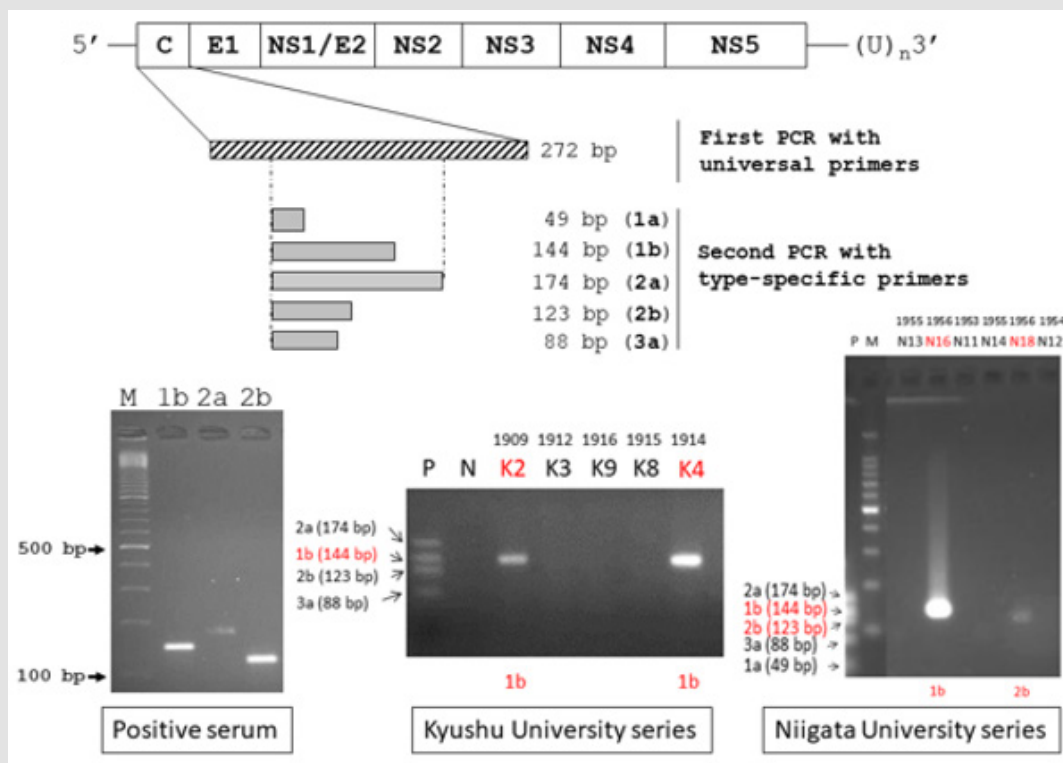 5′ C E1 NS1/E2 NS2 NS3 NS4 NS5 (U)n3′
272 bp
First PCR with
universal primers
49 bp (1a)
144 bp (1b)
174 bp (2a)
123 bp (2b)
88 bp (3a)
Second PCR with
type-specific primers
M 1b 2a 2b
500 bp
100 bp
Positive serum
1909 1912 1916 1915 1914
P N K2 K3 K9 K8 K4
2a (174 bp)
1b (144 bp)
2b (123 bp)
3a (88 bp)
1b 1b
Kyushu University series
1955 1956 1953 1955 1956 1954
P M N13 N16 N11 N14 N18 N12
2a (174 bp)
1b (144 bp)
2b (123 bp)
3a (88 bp)
1a (49 bp)
1b 2b
Niigata University series